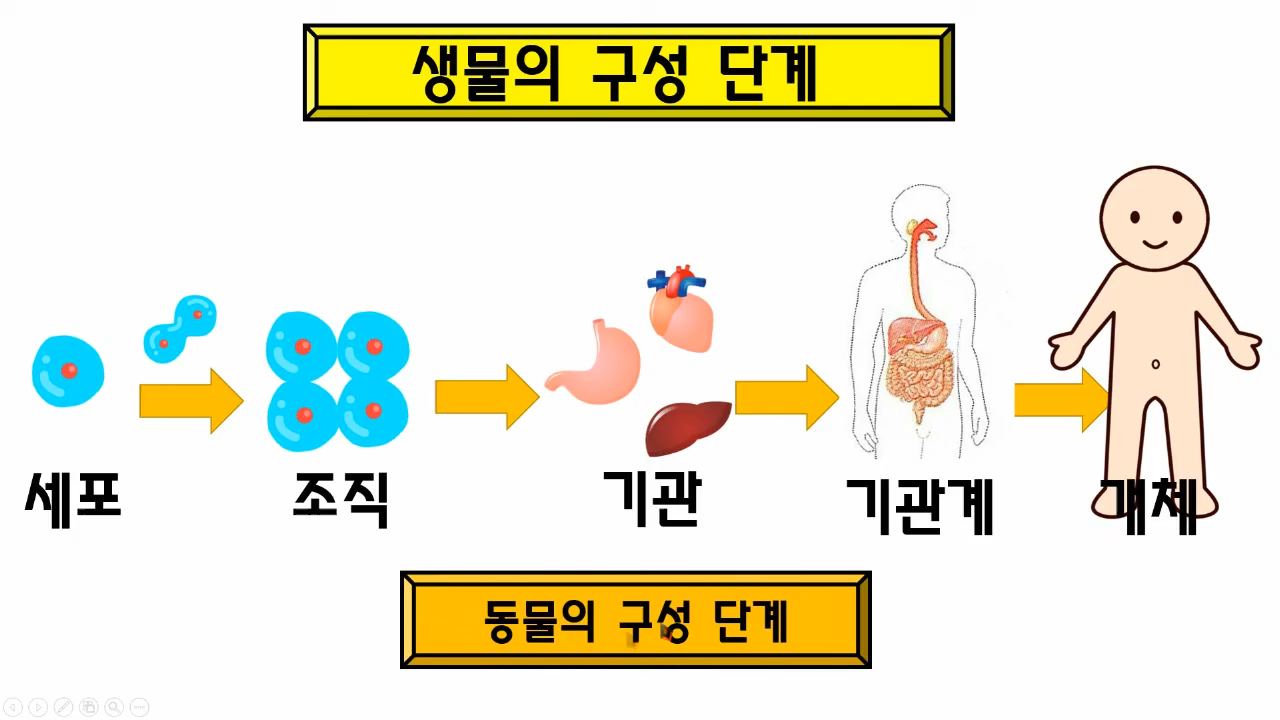 생물의 구성 단계
세포
조직
기관
기관계
개체
동물의 구성 단계